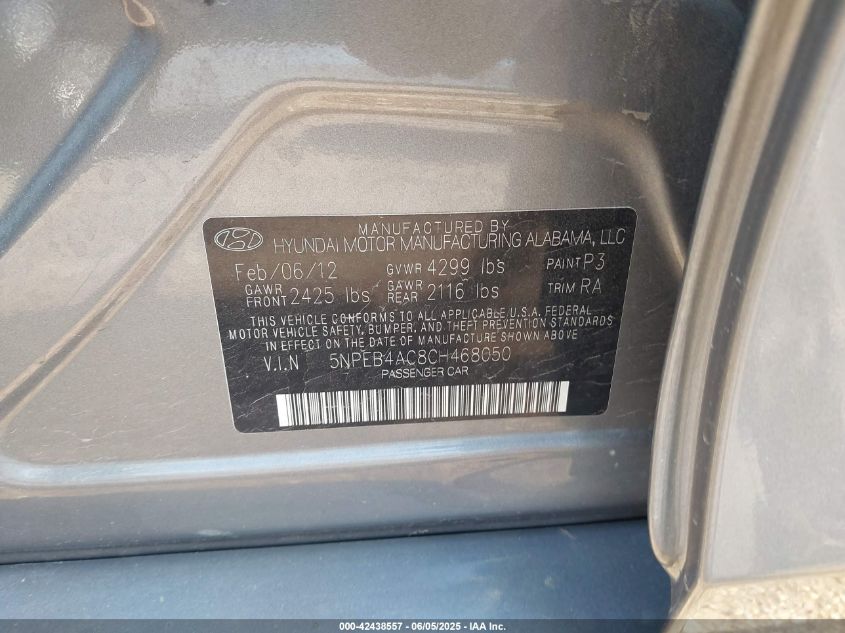 MANUFACTURED BY
HYUNDAI MOTOR MANUFACTURING ALABAMA, LLC
Feb/06/12 GVWR 4299 lbs PAINT P3
GAWR FRONT 2425 lbs GAWR REAR 2116 lbs TRIM RA
THIS VEHICLE CONFORMS TO ALL APPLICABLE U.S.A. FEDERAL
MOTOR VEHICLE SAFETY, BUMPER, AND THEFT PREVENTION STANDARDS
IN EFFECT ON THE DATE OF MANUFACTURE SHOWN ABOVE
V.I.N 5NPEB4AC8CH468050
PASSENGER CAR
000-42438557 - 06/05/2025 - IAA Inc.